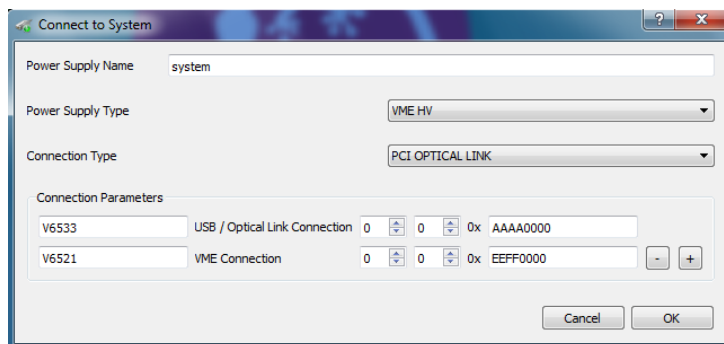 Connect to System
? X
Power Supply Name system
Power Supply Type VME HV
Connection Type PCI OPTICAL LINK
Connection Parameters
V6533 USB / Optical Link Connection 0 0 0x AAAA0000
V6521 VME Connection 0 0 0x EEFF0000 - +
Cancel OK